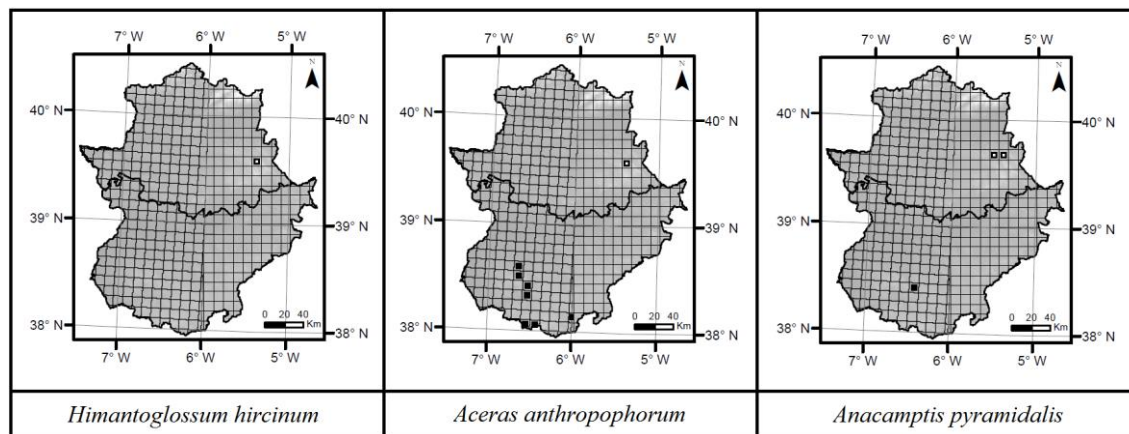 7° W 6° W 5° W
N
40° N
40° N
39° N
39° N
38° N
38° N
0 20 40
Km
7° W 6° W 5° W
Himantoglossum hircinum
7° W 6° W 5° W
N
40° N
40° N
39° N
39° N
38° N
38° N
0 20 40
Km
7° W 6° W 5° W
Aceras anthropophorum
7° W 6° W 5° W
N
40° N
40° N
39° N
39° N
38° N
38° N
0 20 40
Km
7° W 6° W 5° W
Anacamptis pyramidalis